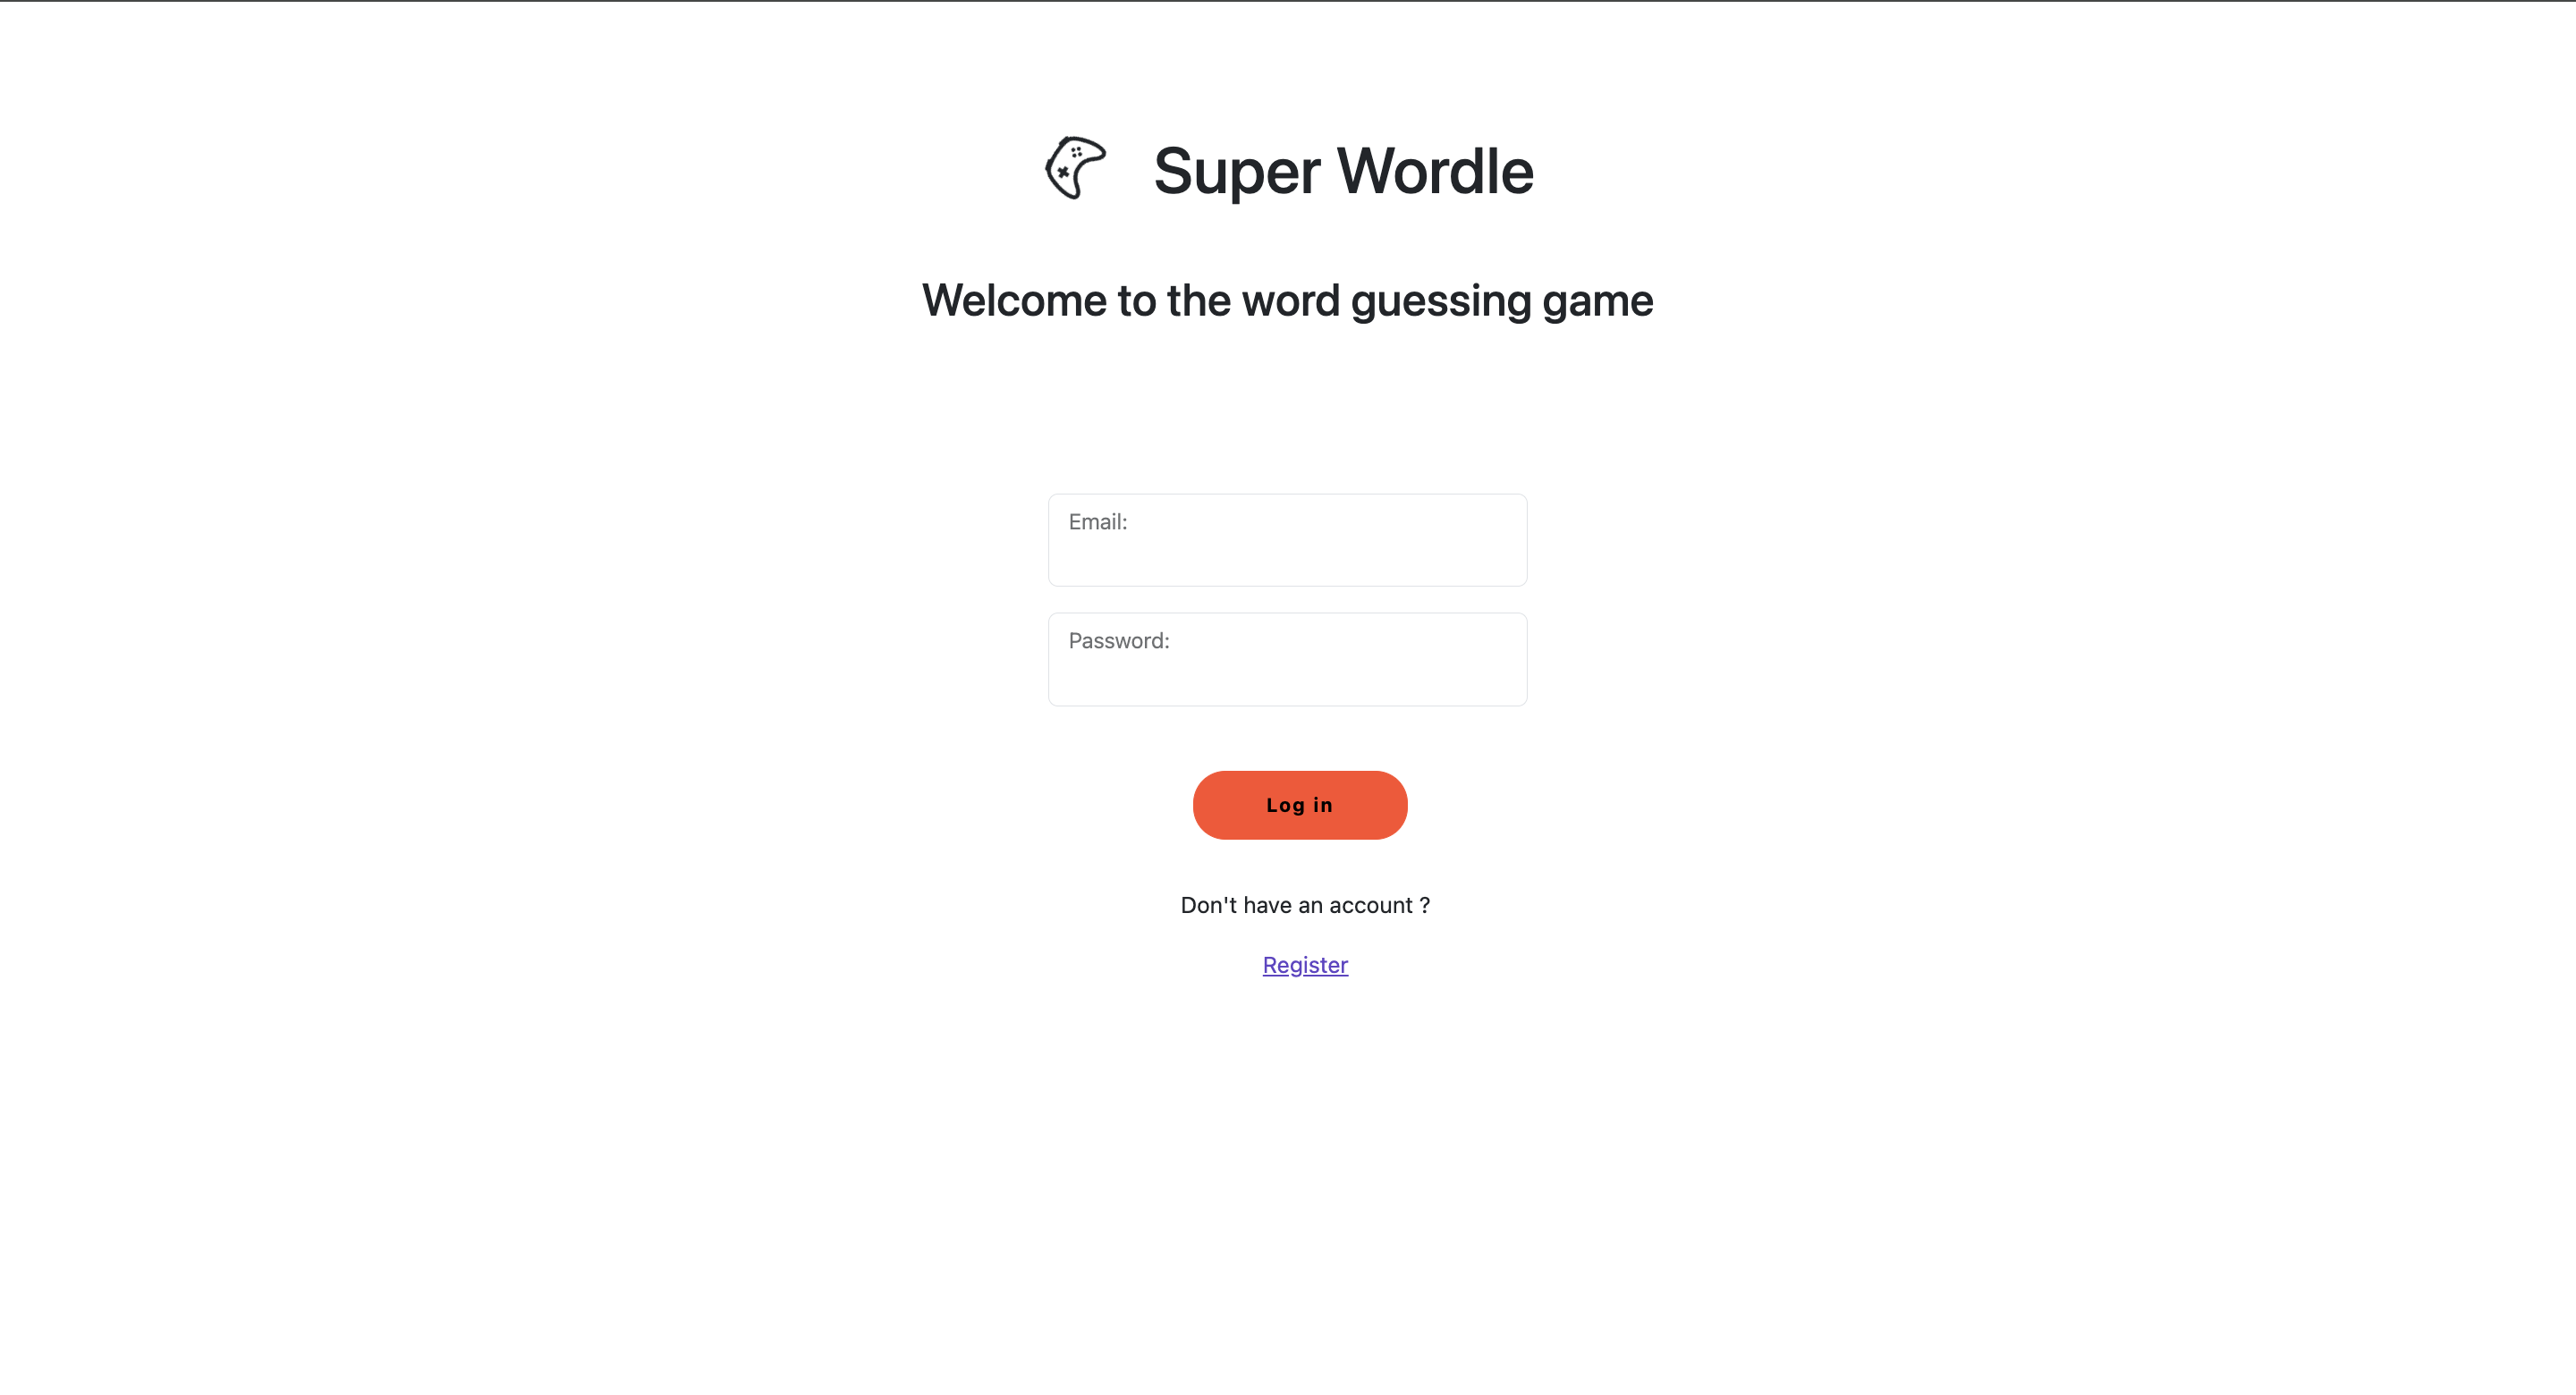 Super Wordle
Welcome to the word guessing game
Email:
Password:
Log in
Don't have an account ?
Register